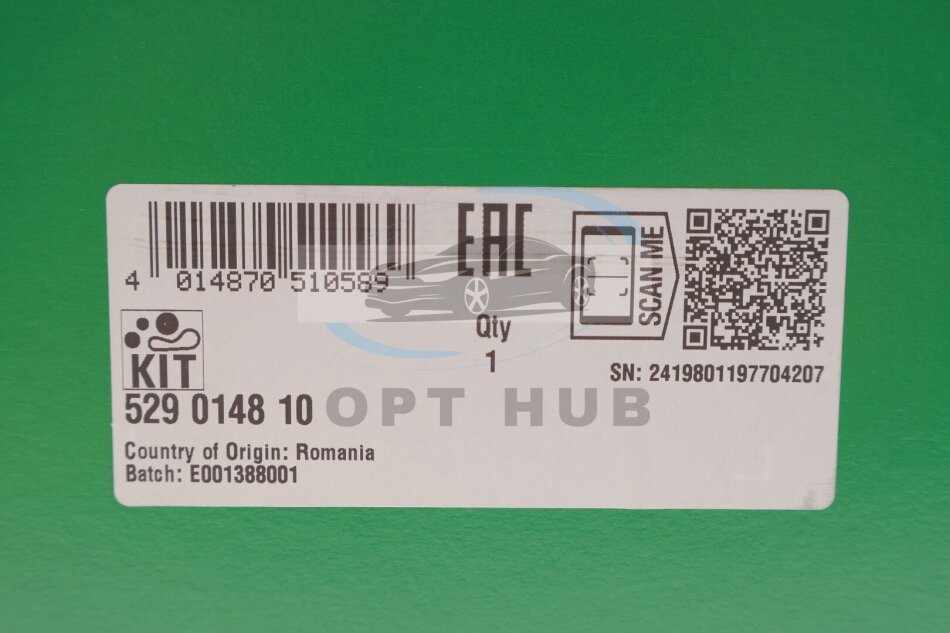 EAC
SCAN ME
4 014870 510589
Qty
1
KIT
SN: 2419801197704207
529 0148 10
OPT HUB
Country of Origin: Romania
Batch: E001388001